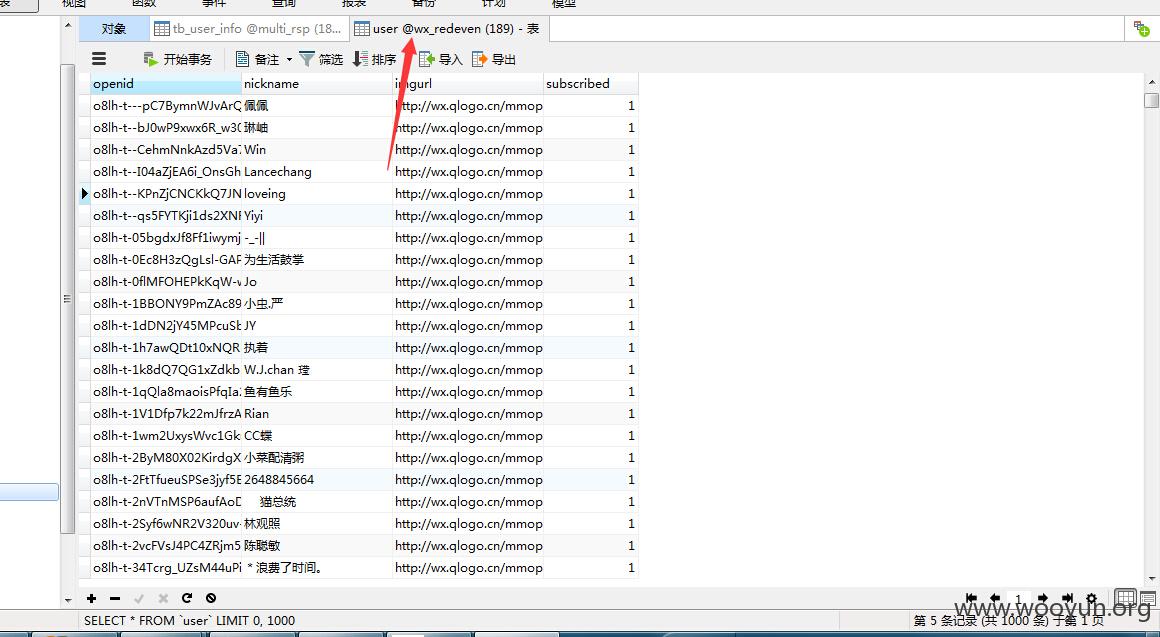 表 视图 函数 事件 查询 报表 备份 计划 模型
对象 tb_user_info @multi_rsp (18... user @wx_redeven (189) - 表
开始事务 备注 筛选 排序 导入 导出
openid nickname imgurl subscribed
o8lh-t---pC7BymnWJvArQ 佩佩 http://wx.qlogo.cn/mmop 1
o8lh-t--bJ0wP9xwx6R_w30 琳岫 http://wx.qlogo.cn/mmop 1
o8lh-t--CehmNnkAzd5Va7 Win http://wx.qlogo.cn/mmop 1
o8lh-t--I04aZjEA6i_OnsGh Lancechang http://wx.qlogo.cn/mmop 1
o8lh-t--KPnZjCNCKkQ7JN loveing http://wx.qlogo.cn/mmop 1
o8lh-t--qs5FYTKji1ds2XN Yiyi http://wx.qlogo.cn/mmop 1
o8lh-t-05bgdxJf8Ff1iwymj -_-|| http://wx.qlogo.cn/mmop 1
o8lh-t-0Ec8H3zQgLsl-GAF 为生活鼓掌 http://wx.qlogo.cn/mmop 1
o8lh-t-0flMFOHEPkKqW-v Jo http://wx.qlogo.cn/mmop 1
o8lh-t-1BBONY9PmZAc89 小虫.严 http://wx.qlogo.cn/mmop 1
o8lh-t-1dDN2jY45MPcuSb JY http://wx.qlogo.cn/mmop 1
o8lh-t-1h7awQDt10xNQR 执着 http://wx.qlogo.cn/mmop 1
o8lh-t-1k8dQ7QG1xZdkb W.J.chan 瑾 http://wx.qlogo.cn/mmop 1
o8lh-t-1qQla8maoisPfqIa 鱼有鱼乐 http://wx.qlogo.cn/mmop 1
o8lh-t-1V1Dfp7k22mJfrzA Rian http://wx.qlogo.cn/mmop 1
o8lh-t-1wm2UxysWvc1Gk CC蝶 http://wx.qlogo.cn/mmop 1
o8lh-t-2ByM80X02KirdgX 小菜配清粥 http://wx.qlogo.cn/mmop 1
o8lh-t-2FtTfueuSPSe3jyf5E 2648845664 http://wx.qlogo.cn/mmop 1
o8lh-t-2nVTnMSP6aufAoD 猫总统 http://wx.qlogo.cn/mmop 1
o8lh-t-2Syf6wNR2V320uv- 林观照 http://wx.qlogo.cn/mmop 1
o8lh-t-2vcFVsJ4PC4ZRjm5 陈聪敏 http://wx.qlogo.cn/mmop 1
o8lh-t-34Tcrg_UZsM44uPi *浪费了时间。 http://wx.qlogo.cn/mmop 1
1
www.wooyun.org
SELECT * FROM `user` LIMIT 0, 1000 第 5 条记录 (共 1000 条) 于第 1 页